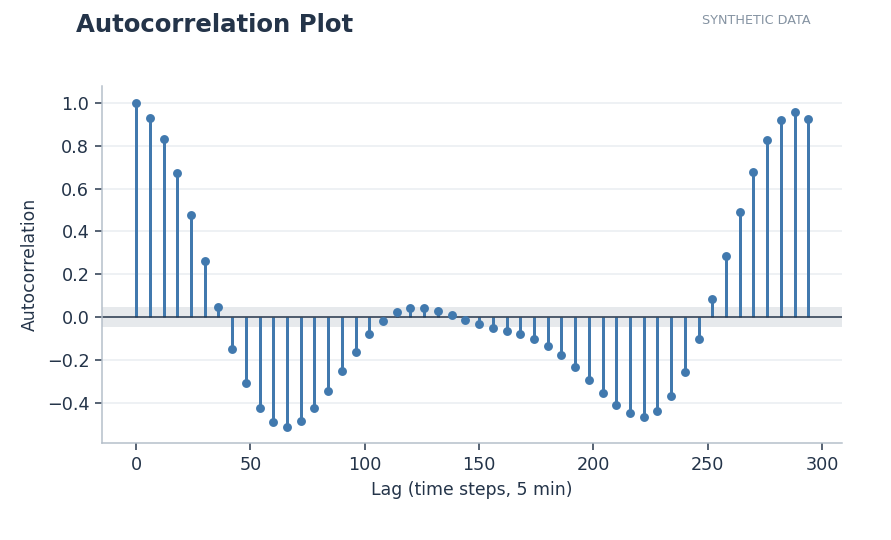 Autocorrelation Plot
SYNTHETIC DATA
Autocorrelation
1.0
0.8
0.6
0.4
0.2
0.0
−0.2
−0.4
0 50 100 150 200 250 300
Lag (time steps, 5 min)